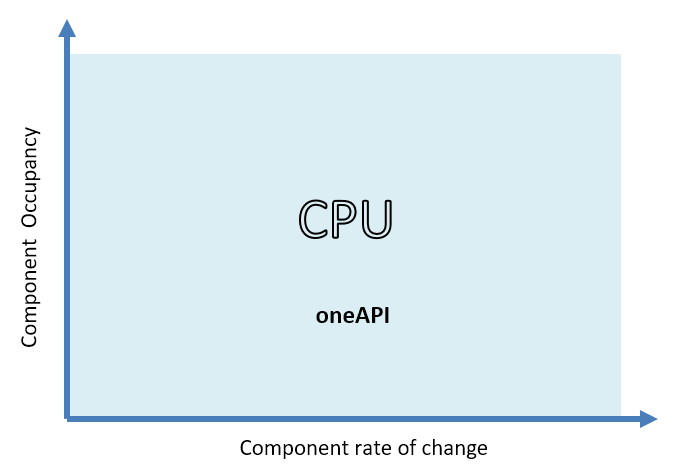 Component Occupancy
CPU
oneAPI
Component rate of change